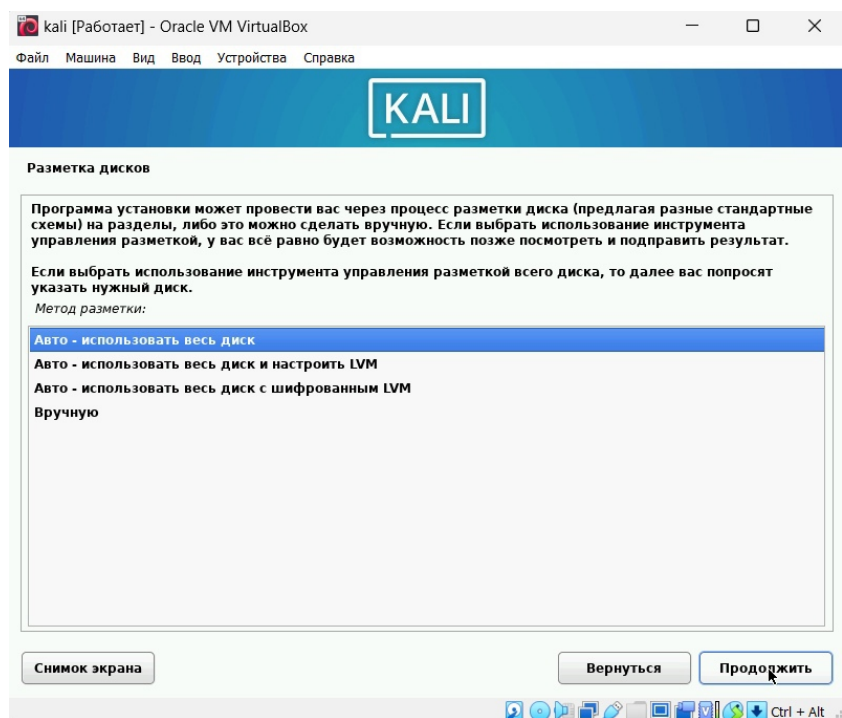 kali [Работает] - Oracle VM VirtualBox
Файл Машина Вид Ввод Устройства Справка
KALI
Разметка дисков
Программа установки может провести вас через процесс разметки диска (предлагая разные стандартные
схемы) на разделы, либо это можно сделать вручную. Если выбрать использование инструмента
управления разметкой, у вас всё равно будет возможность позже посмотреть и подправить результат.
Если выбрать использование инструмента управления разметкой всего диска, то далее вас попросят
указать нужный диск.
Метод разметки:
Авто - использовать весь диск
Авто - использовать весь диск и настроить LVM
Авто - использовать весь диск с шифрованным LVM
Вручную
Снимок экрана Вернуться Продолжить
Ctrl + Alt